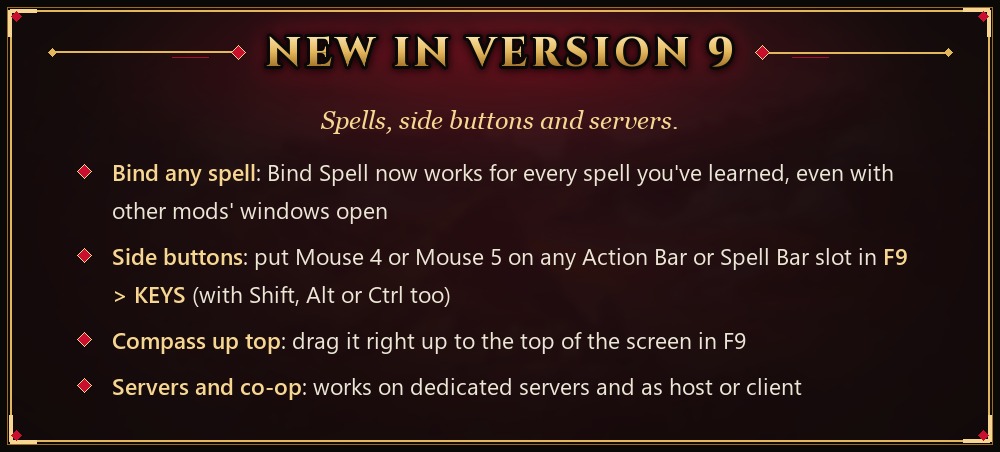 NEW IN VERSION 9
Spells, side buttons and servers.
Bind any spell: Bind Spell now works for every spell you've learned, even with
other mods' windows open
Side buttons: put Mouse 4 or Mouse 5 on any Action Bar or Spell Bar slot in F9
> KEYS (with Shift, Alt or Ctrl too)
Compass up top: drag it right up to the top of the screen in F9
Servers and co-op: works on dedicated servers and as host or client